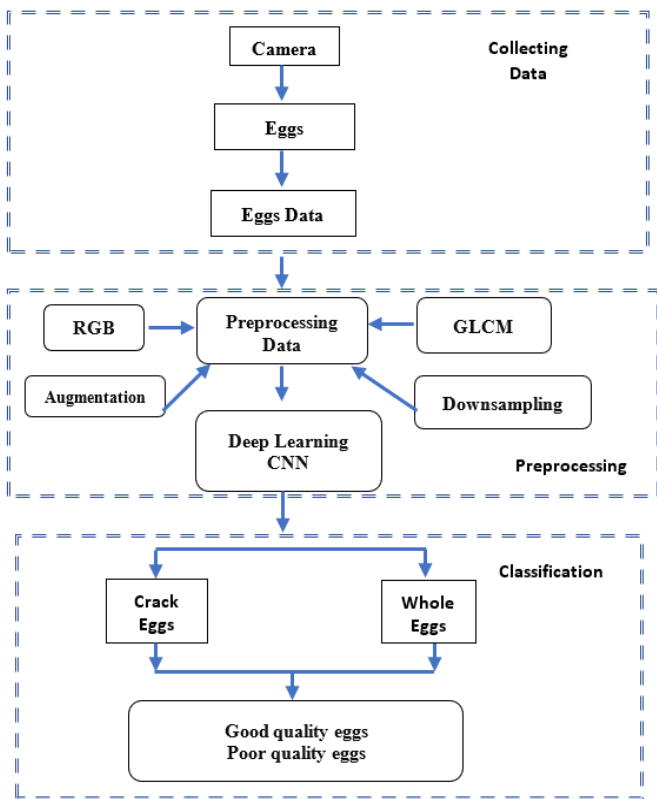 Camera
Collecting
Data
Eggs
Eggs Data
RGB
Preprocessing
Data
GLCM
Augmentation
Downsampling
Deep Learning
CNN
Preprocessing
Classification
Crack
Eggs
Whole
Eggs
Good quality eggs
Poor quality eggs